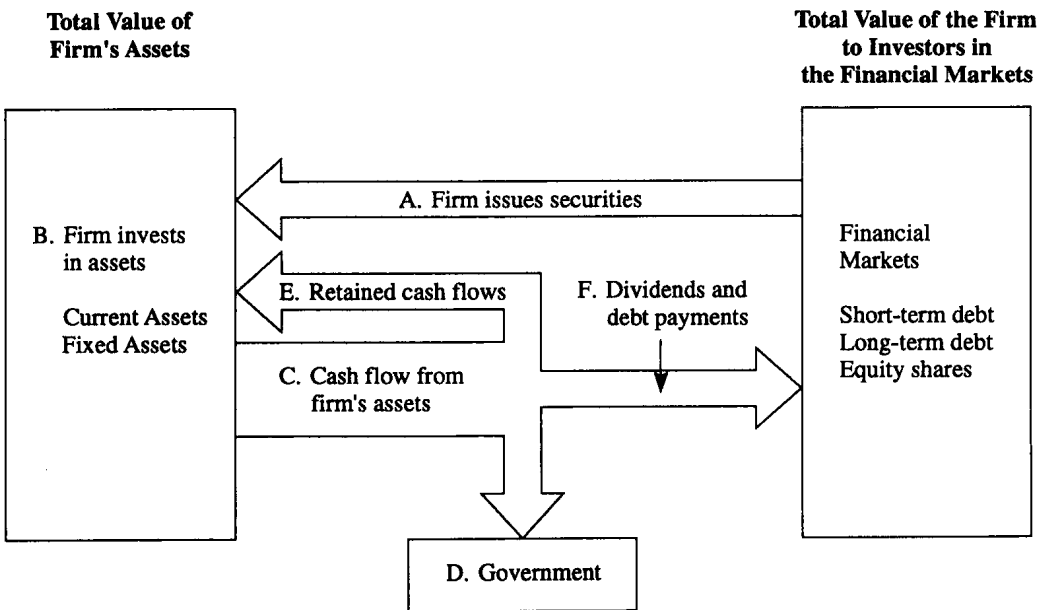 Total Value of
Firm's Assets
Total Value of the Firm
to Investors in
the Financial Markets
A. Firm issues securities
B. Firm invests
in assets
Current Assets
Fixed Assets
E. Retained cash flows
F. Dividends and
debt payments
C. Cash flow from
firm's assets
Financial
Markets
Short-term debt
Long-term debt
Equity shares
D. Government